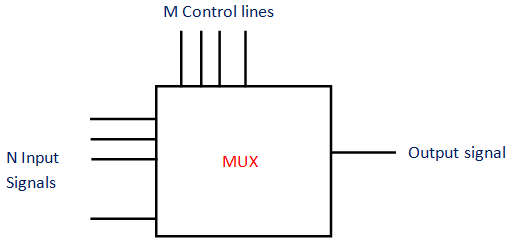 M Control lines
N Input
Signals
MUX
Output signal